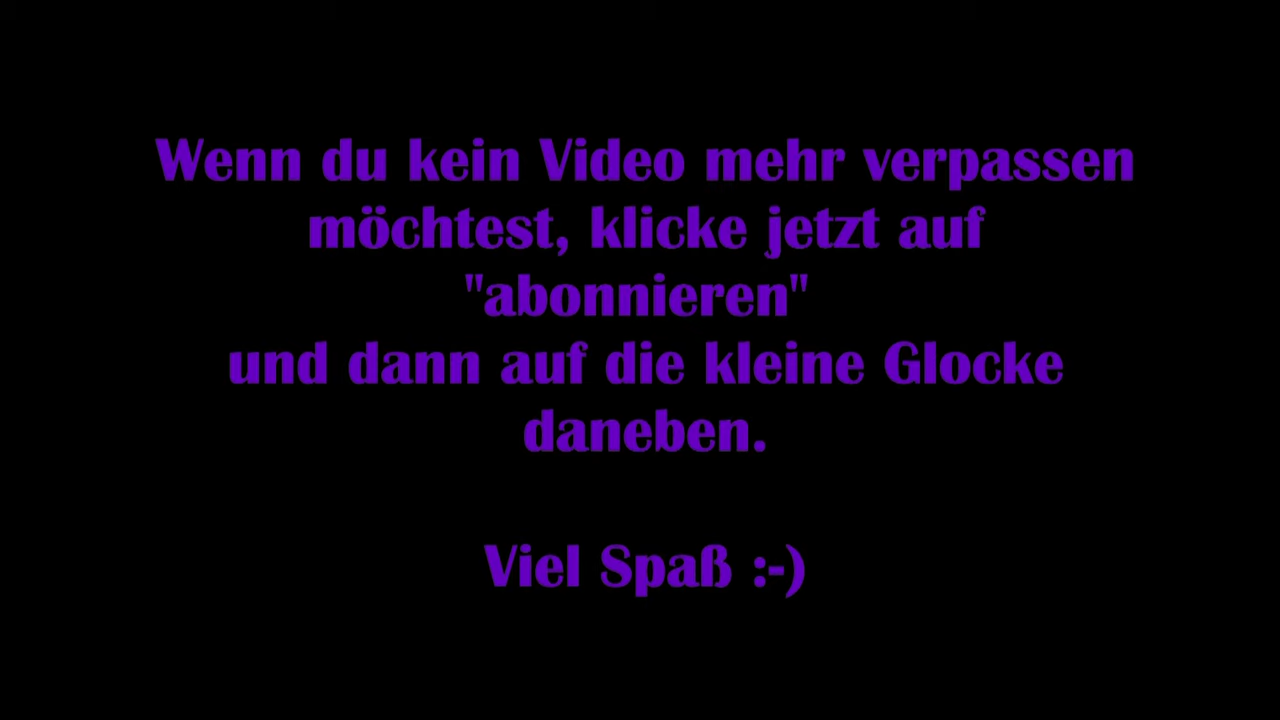 Wenn du kein Video mehr verpassen
möchtest, klicke jetzt auf
"abonnieren"
und dann auf die kleine Glocke
daneben.
Viel Spaß :-)